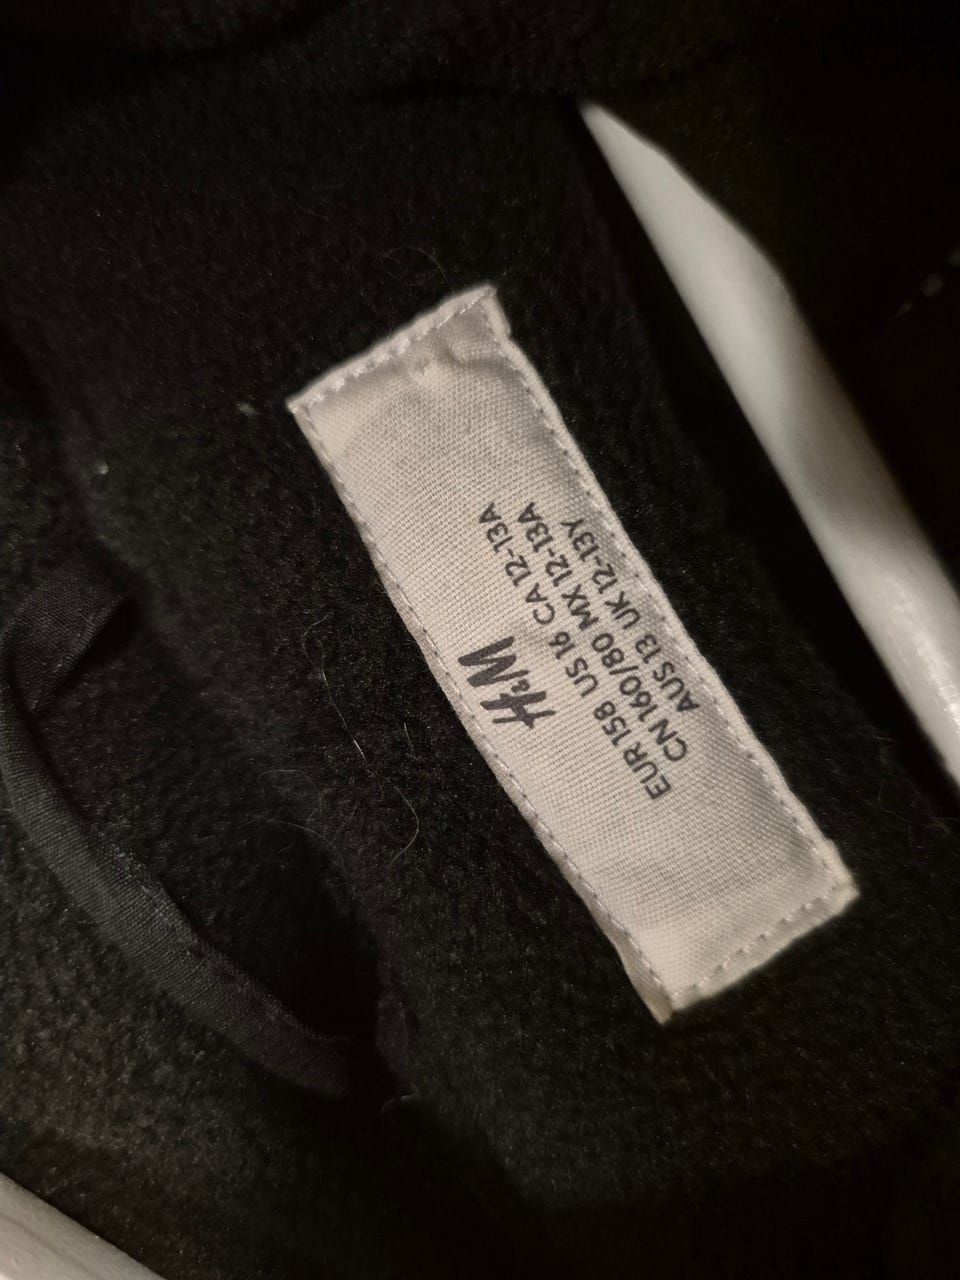 H&M
EUR 158 US 16 CA 12-13A
CN 160/80 MX 12-13A
AUS 13 UK 12-13Y